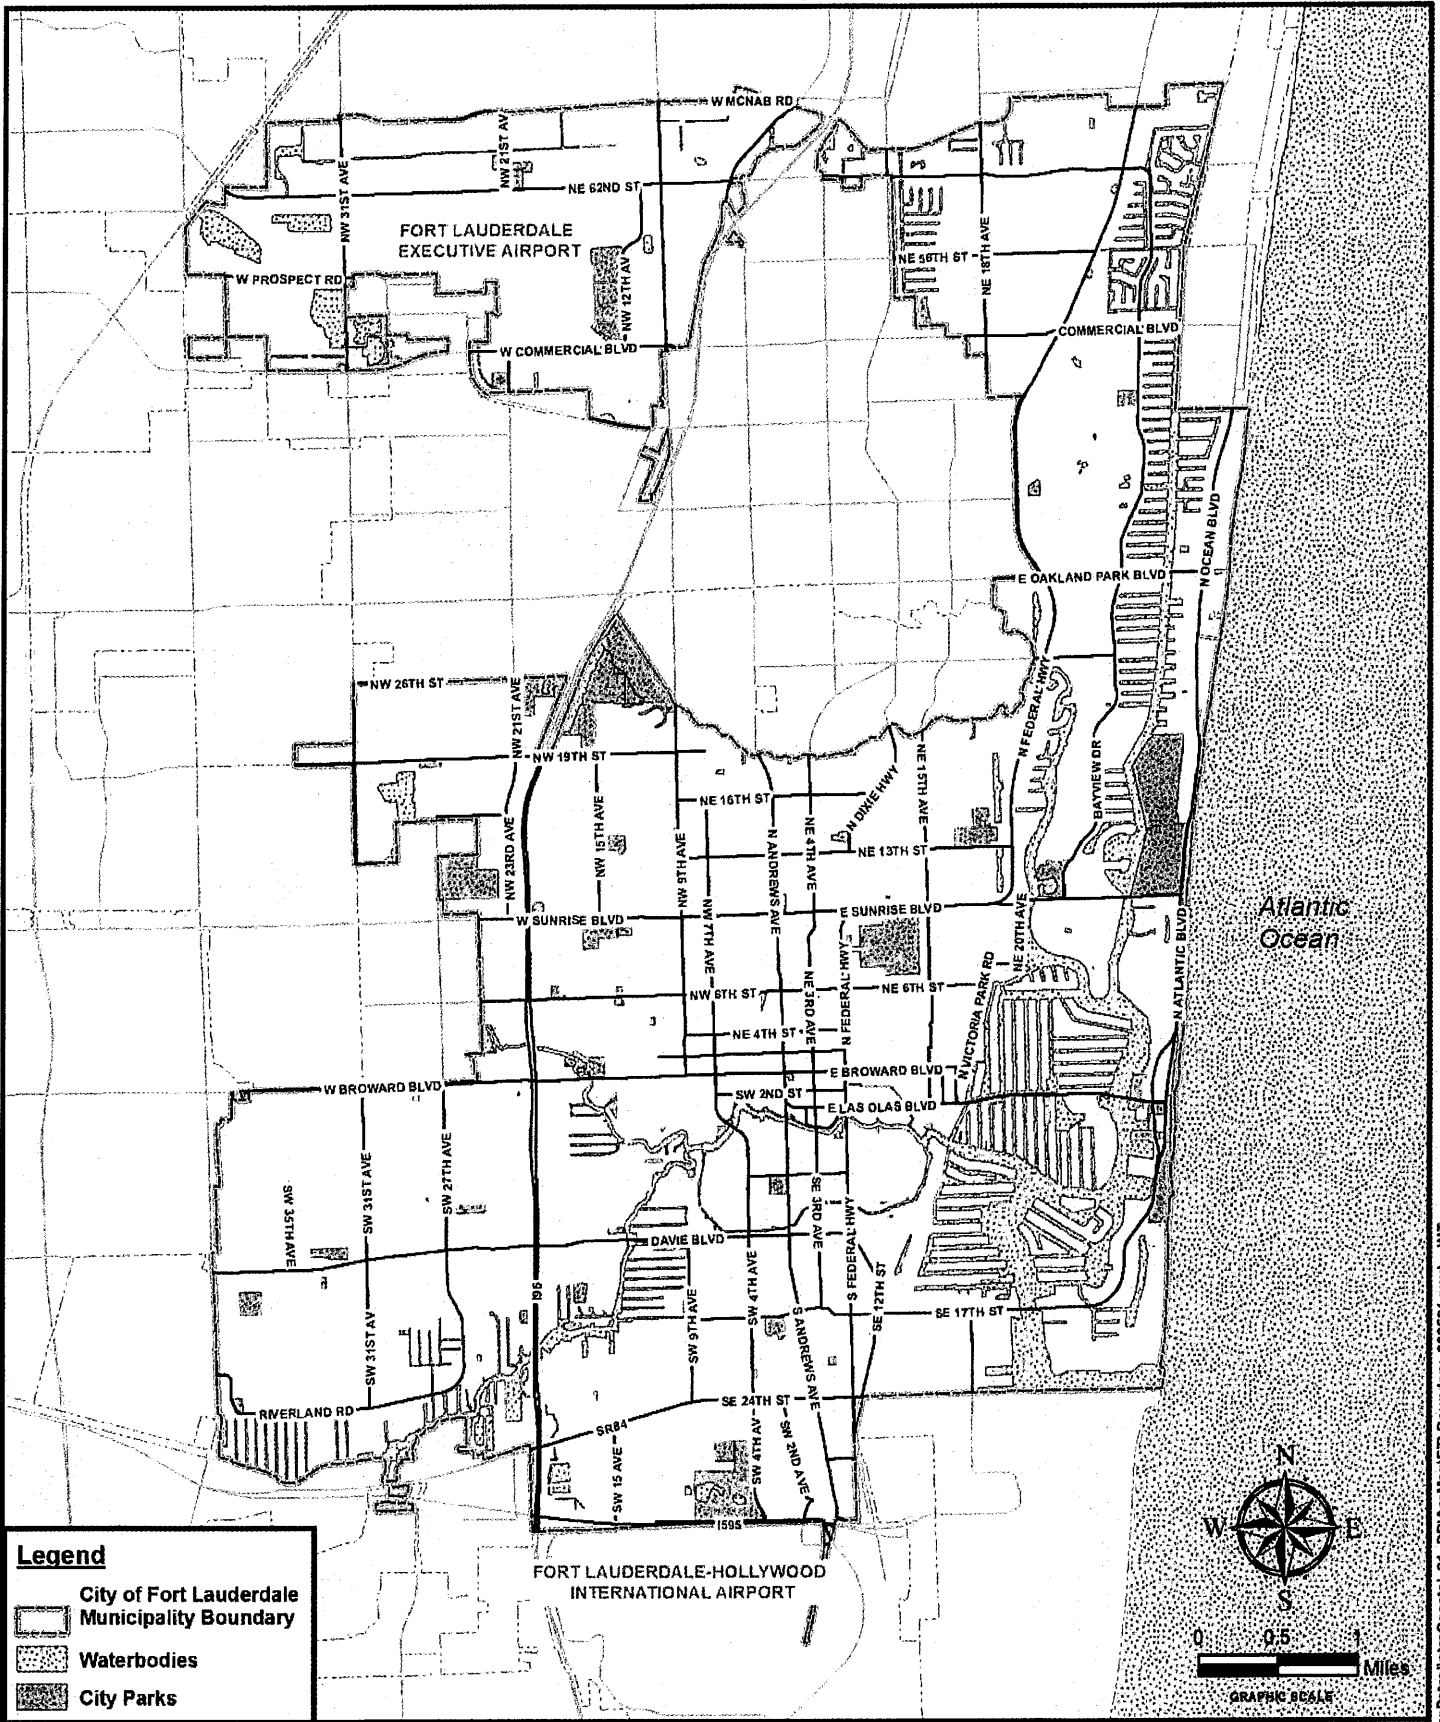 W MCNAB RD
NW 21ST AV
NW 31ST AVE
NE 62ND ST
FORT LAUDERDALE
EXECUTIVE AIRPORT
NW 12TH AV
NE 56TH ST
NE 18TH AVE
W PROSPECT RD
COMMERCIAL BLVD
W COMMERCIAL BLVD
N OCEAN BLVD
E OAKLAND PARK BLVD
NW 26TH ST
NW 21ST AVE
N FEDERAL HWY
NW 19TH ST
BAYVIEW DR
NE 15TH AVE
N DIXIE HWY
NE 16TH ST
NW 15TH AVE
NW 23RD AVE
NW 9TH AVE
N ANDREWS AVE
NE 4TH AVE
NE 13TH ST
W SUNRISE BLVD
E SUNRISE BLVD
NW 7TH AVE
NE 20TH AVE
Atlantic
Ocean
N ATLANTIC BLVD
NE 3RD AVE
N FEDERAL HWY
NW 6TH ST
NE 6TH ST
N VICTORIA PARK RD
NE 4TH ST
W BROWARD BLVD
E BROWARD BLVD
SW 2ND ST
E LAS OLAS BLVD
SW 35TH AVE
SW 31ST AVE
SW 27TH AVE
SE 3RD AVE
S FEDERAL HWY
DAVIE BLVD
SW 4TH AVE
SE 12TH ST
I95
SW 9TH AVE
S ANDREWS AVE
SE 17TH ST
SW 31ST AV
RIVERLAND RD
SE 24TH ST
SR84
SW 15 AVE
SW 4TH AV
SW 2ND AVE
I595
FORT LAUDERDALE-HOLLYWOOD
INTERNATIONAL AIRPORT
N
W
E
S
0 0.5 1
Miles
GRAPHIC SCALE
Legend
City of Fort Lauderdale
Municipality Boundary
Waterbodies
City Parks